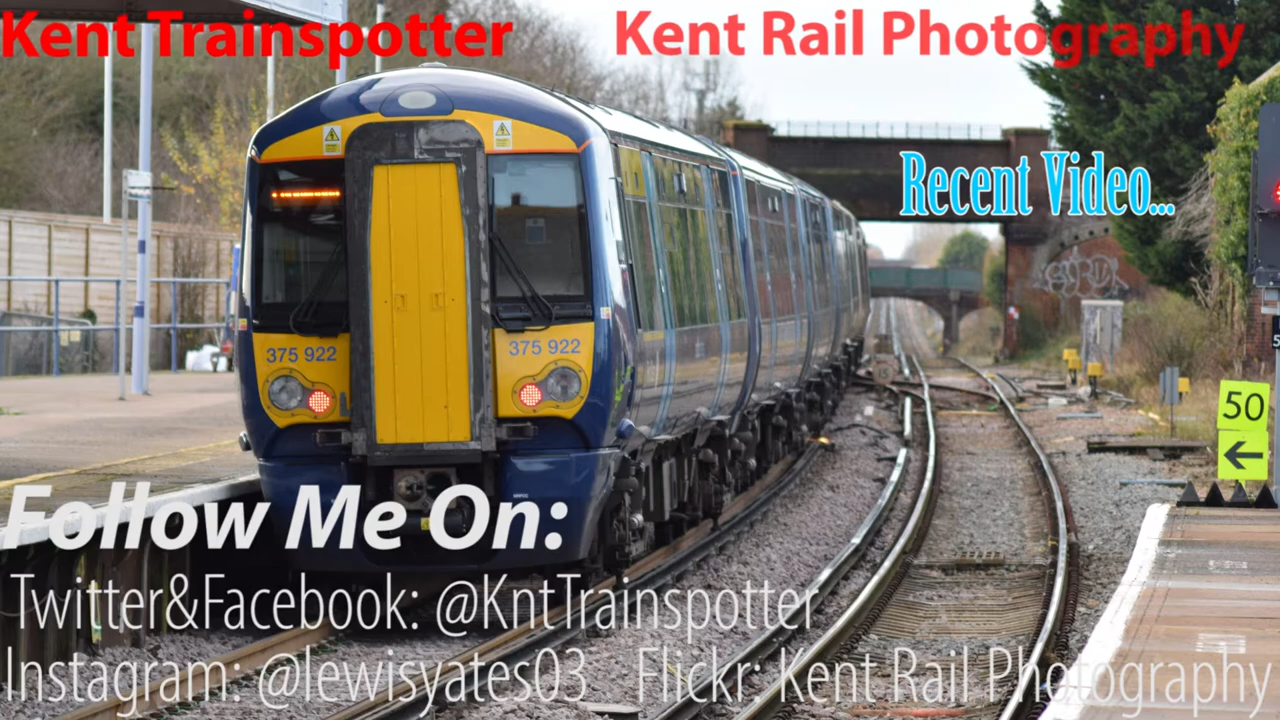 Kent Trainspotter
Kent Rail Photography
Recent Video...
375 922
375 922
50
Follow Me On:
Twitter&Facebook: @KntTrainspotter
Instagram: @lewisyates03
Flickr: Kent Rail Photography